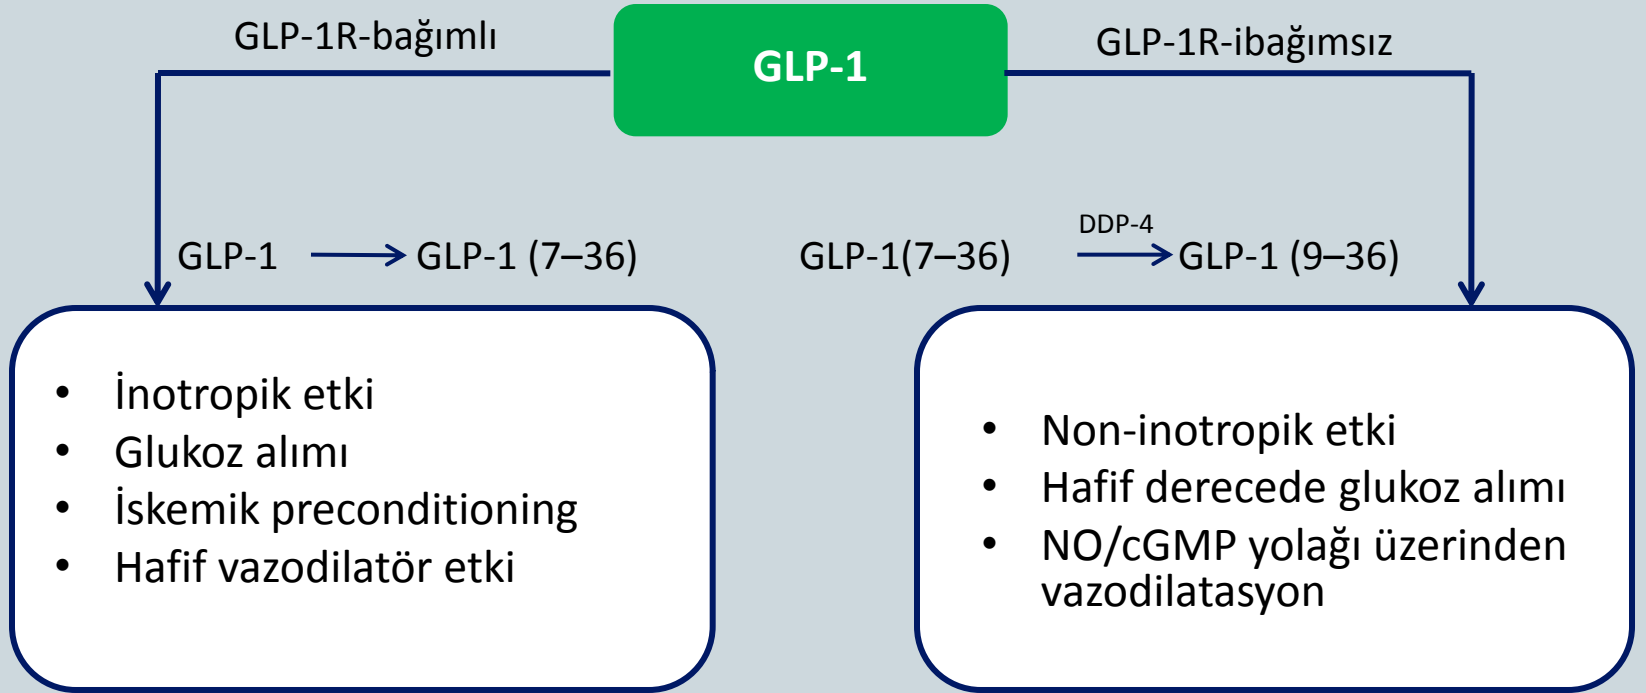 GLP-1R-bağımlı
GLP-1
GLP-1R-ibağımsız
GLP-1 GLP-1 (7–36)
GLP-1(7–36) DDP-4 GLP-1 (9–36)
• İnotropik etki
• Glukoz alımı
• İskemik preconditioning
• Hafif vazodilatör etki
• Non-inotropik etki
• Hafif derecede glukoz alımı
• NO/cGMP yolağı üzerinden
vazodilatasyon